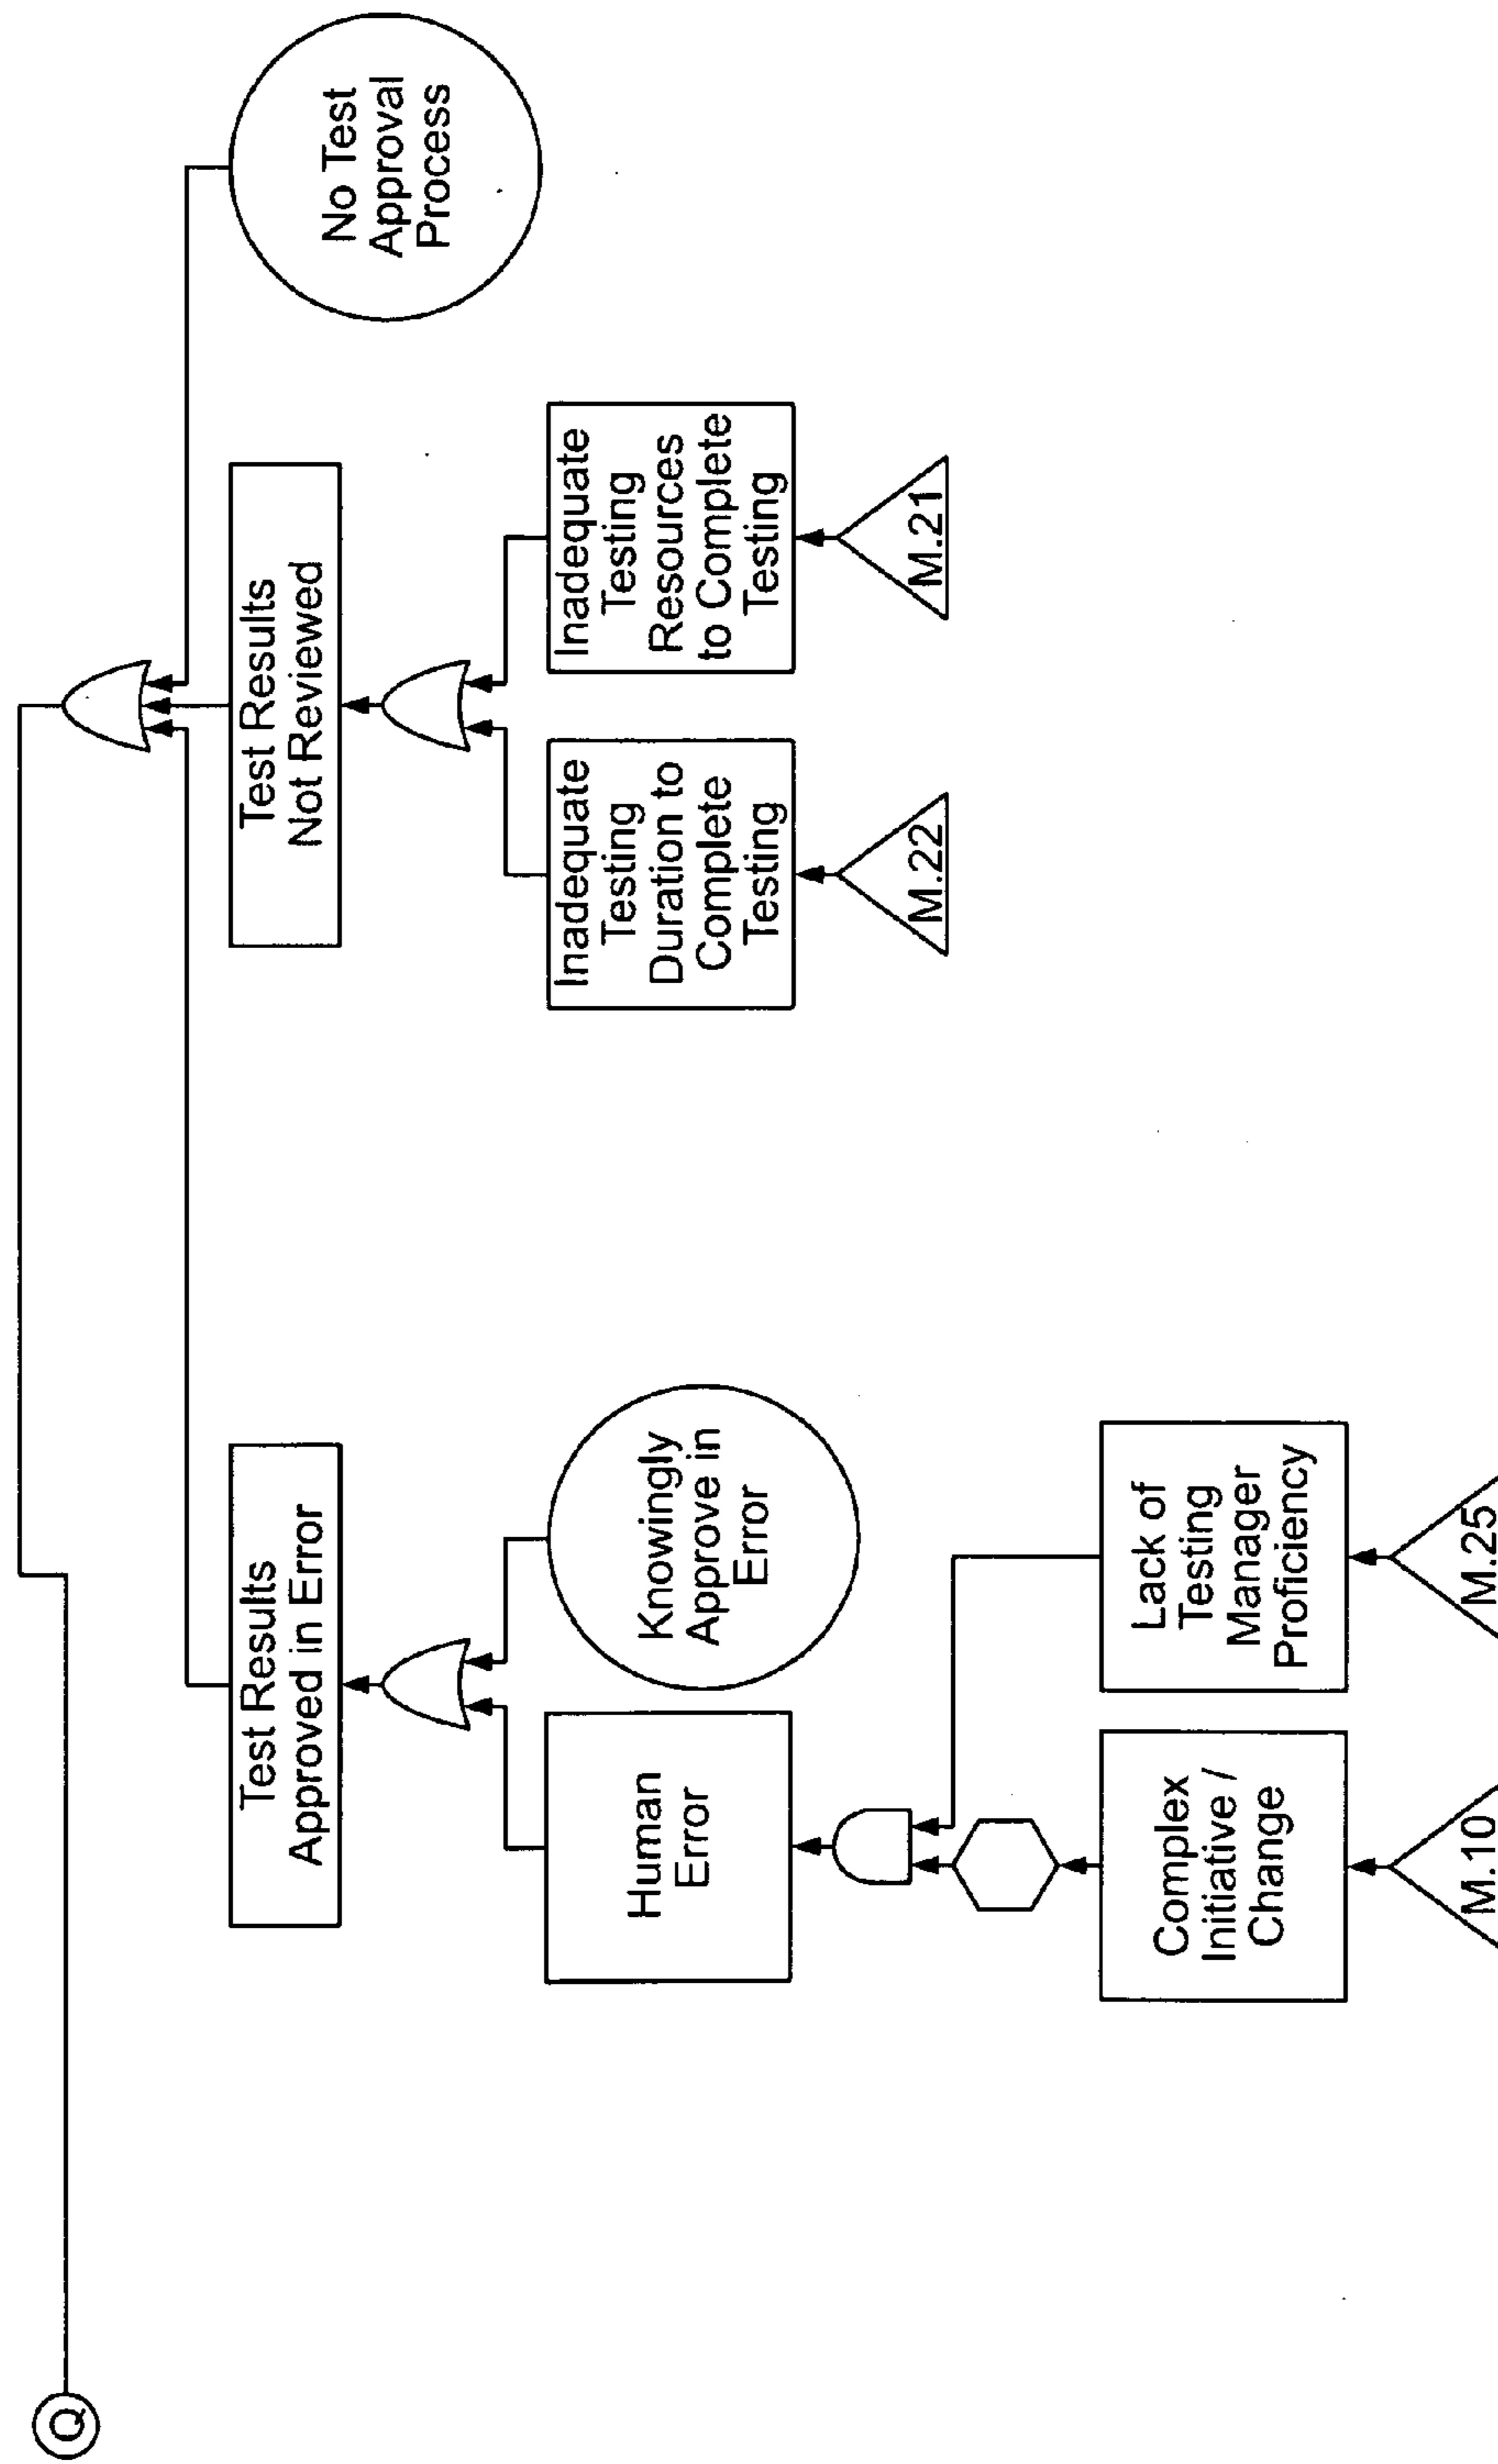 Q
Test Results
Approved in Error
Test Results
Not Reviewed
No Test
Approval
Process
Human
Error
Knowingly
Approve in
Error
Inadequate
Testing
Duration to
Complete
Testing
Inadequate
Testing
Resources
to Complete
Testing
M.22
M.21
Complex
Initiative /
Change
Lack of
Testing
Manager
Proficiency
M.10
M.25